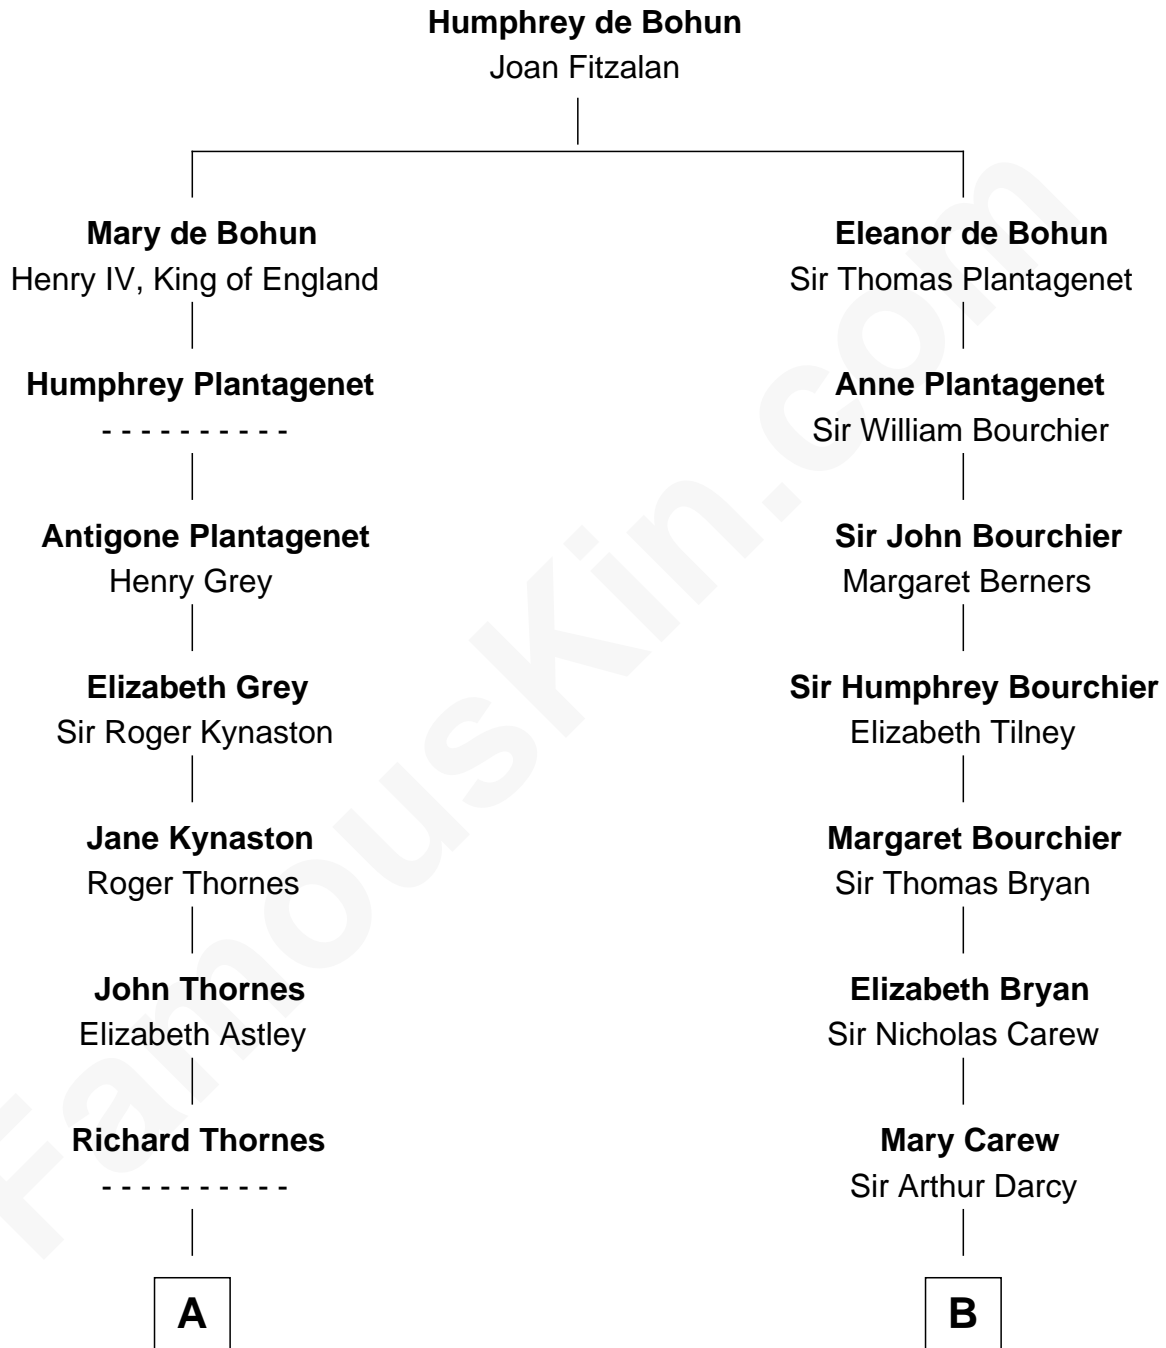 Humphrey de Bohun
Joan Fitzalan
Mary de Bohun
Henry IV, King of England
Eleanor de Bohun
Sir Thomas Plantagenet
Humphrey Plantagenet
- - - - - - - - - -
Anne Plantagenet
Sir William Bourchier
Antigone Plantagenet
Henry Grey
Sir John Bourchier
Margaret Berners
Elizabeth Grey
Sir Roger Kynaston
Sir Humphrey Bourchier
Elizabeth Tilney
Jane Kynaston
Roger Thornes
Margaret Bourchier
Sir Thomas Bryan
John Thornes
Elizabeth Astley
Elizabeth Bryan
Sir Nicholas Carew
Richard Thornes
- - - - - - - - - -
Mary Carew
Sir Arthur Darcy
A
B
FamousKin.com